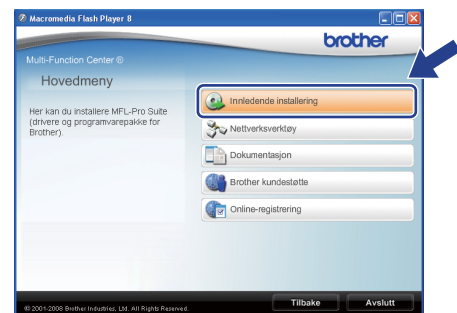 Macromedia Flash Player 8
brother
Multi-Function Center ®
Hovedmeny
Her kan du installere MFL-Pro Suite
(drivere og programvarepakke for
Brother).
Innledende installering
Nettverksverktøy
Dokumentasjon
Brother kundestøtte
Online-registrering
© 2001-2008 Brother Industries, Ltd. All Rights Reserved.
Tilbake
Avslutt